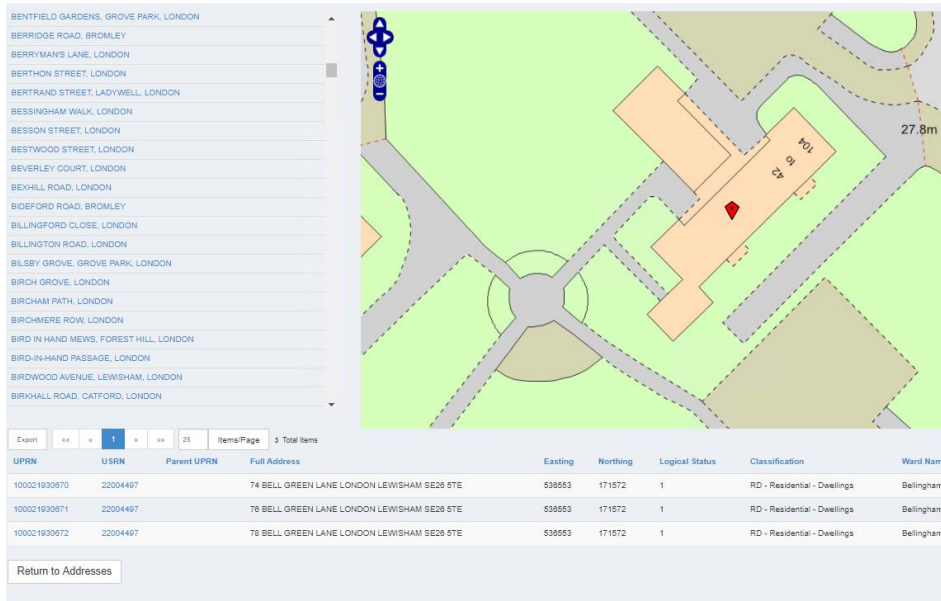 BENTFIELD GARDENS, GROVE PARK, LONDON
BERRIDGE ROAD, BROMLEY
BERRYMAN'S LANE, LONDON
BERTHON STREET, LONDON
BERTRAND STREET, LADYWELL, LONDON
BESSINGHAM WALK, LONDON
BESSON STREET, LONDON
BESTWOOD STREET, LONDON
BEVERLEY COURT, LONDON
BEXHILL ROAD, LONDON
BIDEFORD ROAD, BROMLEY
BILLINGFORD CLOSE, LONDON
BILLINGTON ROAD, LONDON
BILSBY GROVE, GROVE PARK, LONDON
BIRCH GROVE, LONDON
BIRCHAM PATH, LONDON
BIRCHMERE ROW, LONDON
BIRD IN HAND MEWS, FOREST HILL, LONDON
BIRD-IN-HAND PASSAGE, LONDON
BIRDWOOD AVENUE, LEWISHAM, LONDON
BIRKHALL ROAD, CATFORD, LONDON
27.8m
42 to 104
Export «« « 1 » »» 25 Items/Page 3 Total Items
UPRN USRN Parent UPRN Full Address Easting Northing Logical Status Classification Ward Nam
100021930670 22004497 74 BELL GREEN LANE LONDON LEWISHAM SE26 5TE 536553 171572 1 RD - Residential - Dwellings Bellingham
100021930671 22004497 76 BELL GREEN LANE LONDON LEWISHAM SE26 5TE 536553 171572 1 RD - Residential - Dwellings Bellingham
100021930672 22004497 78 BELL GREEN LANE LONDON LEWISHAM SE26 5TE 536553 171572 1 RD - Residential - Dwellings Bellingham
Return to Addresses